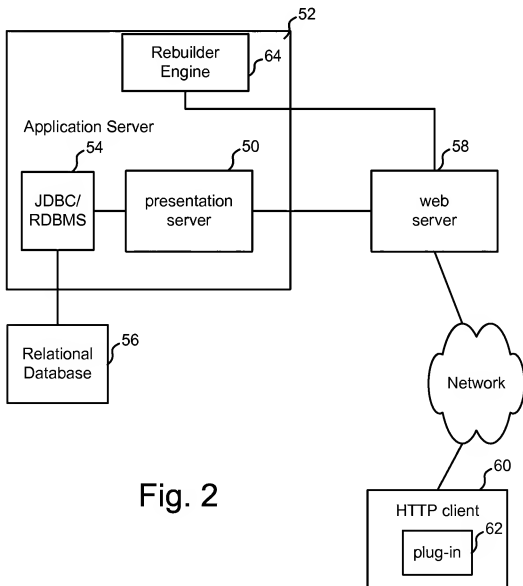 52
Rebuilder
Engine
64
Application Server
54
50
58
JDBC/
RDBMS
presentation
server
web
server
Relational
Database
56
Network
Fig. 2
60
HTTP client
62
plug-in